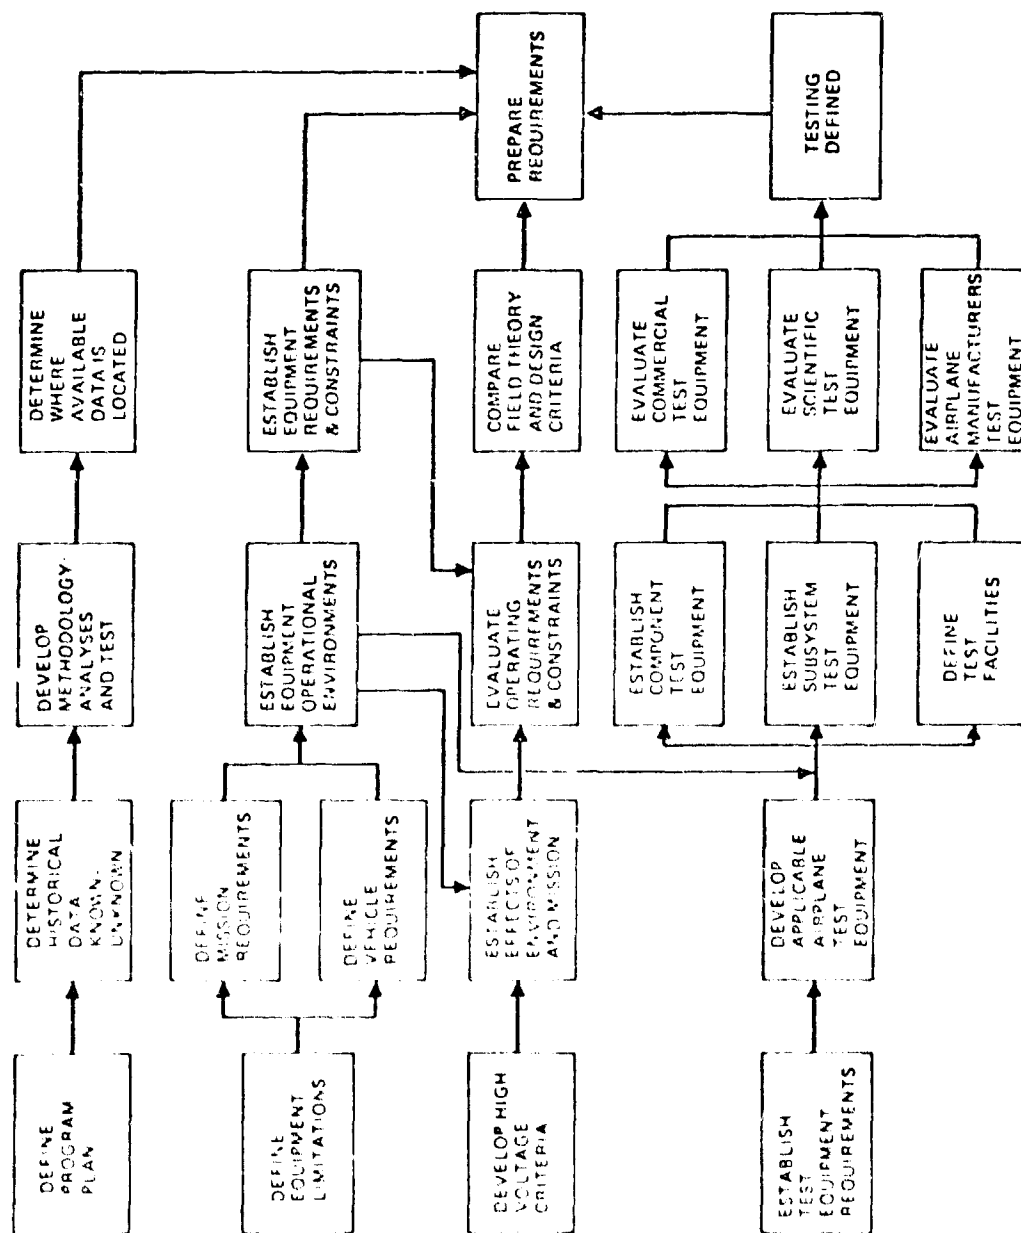 DEFINE
PROGRAM
PLAN
DETERMINE
HISTORICAL
DATA
KNOWN-
UNKNOWN
DEVELOP
METHODOLOGY-
ANALYSES
AND TEST
DETERMINE
WHERE
AVAILABLE
DATA IS
LOCATED
DEFINE
EQUIPMENT
LIMITATIONS
DEFINE
MISSION
REQUIREMENTS
DEFINE
VEHICLE
REQUIREMENTS
ESTABLISH
EQUIPMENT
OPERATIONAL
ENVIRONMENTS
ESTABLISH
EQUIPMENT
REQUIREMENTS
& CONSTRAINTS
DEVELOP HIGH
VOLTAGE
CRITERIA
ESTABLISH
EFFECTS OF
ENVIRONMENT
AND MISSION
EVALUATE
OPERATING
REQUIREMENTS
& CONSTRAINTS
COMPARE
FIELD THEORY
AND DESIGN
CRITERIA
PREPARE
REQUIREMENTS
ESTABLISH
TEST
EQUIPMENT
REQUIREMENTS
DEVELOP
APPLICABLE
AIRPLANE
TEST
EQUIPMENT
ESTABLISH
COMPONENT
TEST
EQUIPMENT
ESTABLISH
SUBSYSTEM
TEST
EQUIPMENT
DEFINE
TEST
FACILITIES
EVALUATE
COMMERCIAL
TEST
EQUIPMENT
EVALUATE
SCIENTIFIC
TEST
EQUIPMENT
EVALUATE
AIRPLANE
MANUFACTURERS
TEST
EQUIPMENT
TESTING
DEFINED